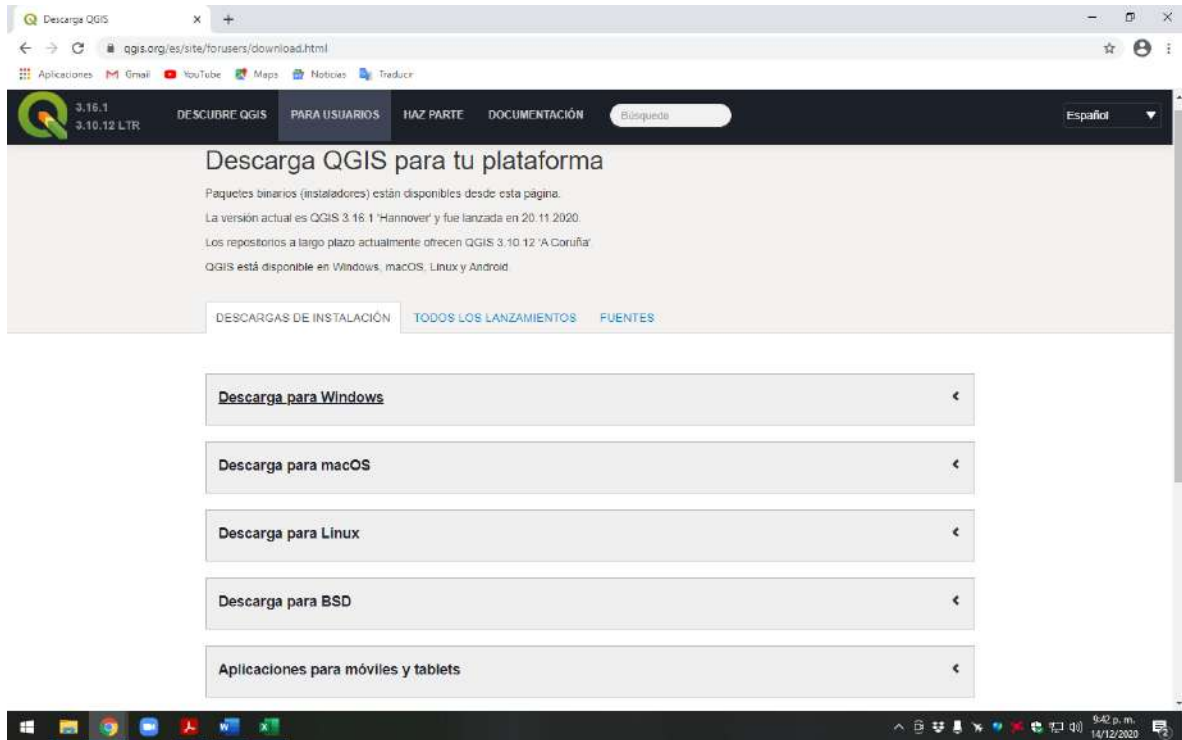 Descarga QGIS
qgis.org/es/site/forusers/download.html
Aplicaciones Gmail YouTube Maps Noticias Traducir
3.16.1
3.10.12 LTR
DESCUBRE QGIS PARA USUARIOS HAZ PARTE DOCUMENTACIÓN Búsqueda Español
Descarga QGIS para tu plataforma
Paquetes binarios (instaladores) están disponibles desde esta página.
La versión actual es QGIS 3.16.1 'Hannover' y fue lanzada en 20.11.2020.
Los repositorios a largo plazo actualmente ofrecen QGIS 3.10.12 'A Coruña'
QGIS está disponible en Windows, macOS, Linux y Android
DESCARGAS DE INSTALACIÓN TODOS LOS LANZAMIENTOS FUENTES
Descarga para Windows
Descarga para macOS
Descarga para Linux
Descarga para BSD
Aplicaciones para móviles y tablets
9:42 p. m.
14/12/2020